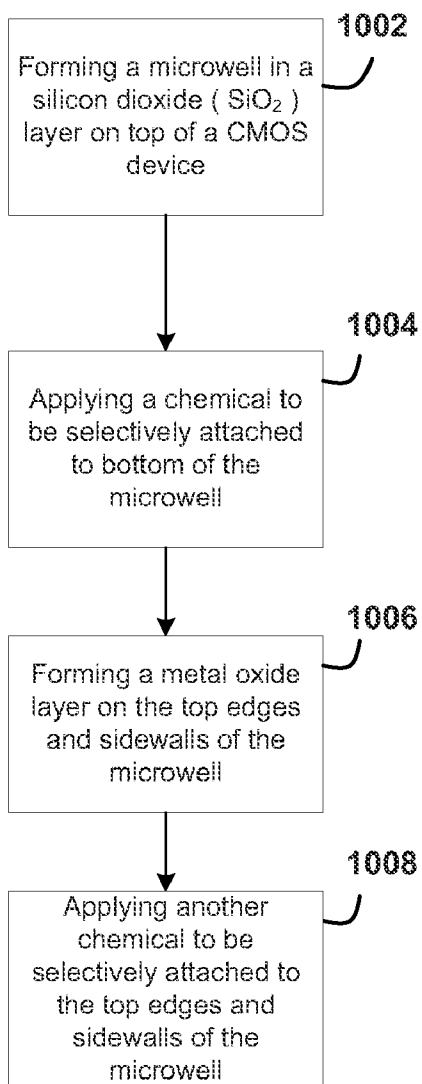 1002
Forming a microwell in a
silicon dioxide ( SiO₂ )
layer on top of a CMOS
device
1004
Applying a chemical to
be selectively attached
to bottom of the
microwell
1006
Forming a metal oxide
layer on the top edges
and sidewalls of the
microwell
1008
Applying another
chemical to be
selectively attached to
the top edges and
sidewalls of the
microwell